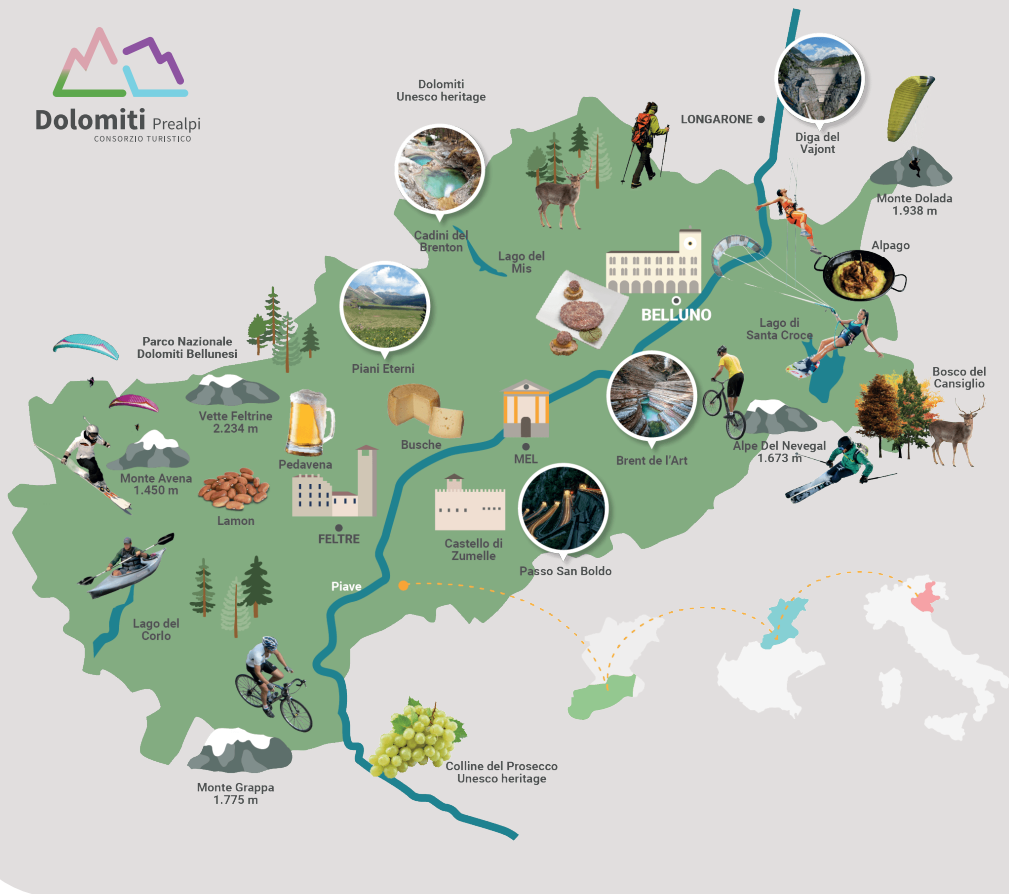 Dolomiti Prealpi
CONSORZIO TURISTICO
Dolomiti
Unesco heritage
LONGARONE
Diga del
Vajont
Monte Dolada
1.938 m
Cadini del
Brenton
Lago del
Mis
Alpago
BELLUNO
Lago di
Santa Croce
Parco Nazionale
Dolomiti Bellunesi
Piani Eterni
Bosco del
Cansiglio
Vette Feltrine
2.234 m
Busche
Pedavena
MEL
Brent de l'Art
Alpe Del Nevegal
1.673 m
Monte Avena
1.450 m
Lamon
FELTRE
Castello di
Zumelle
Passo San Boldo
Piave
Lago del
Corlo
Colline del Prosecco
Unesco heritage
Monte Grappa
1.775 m